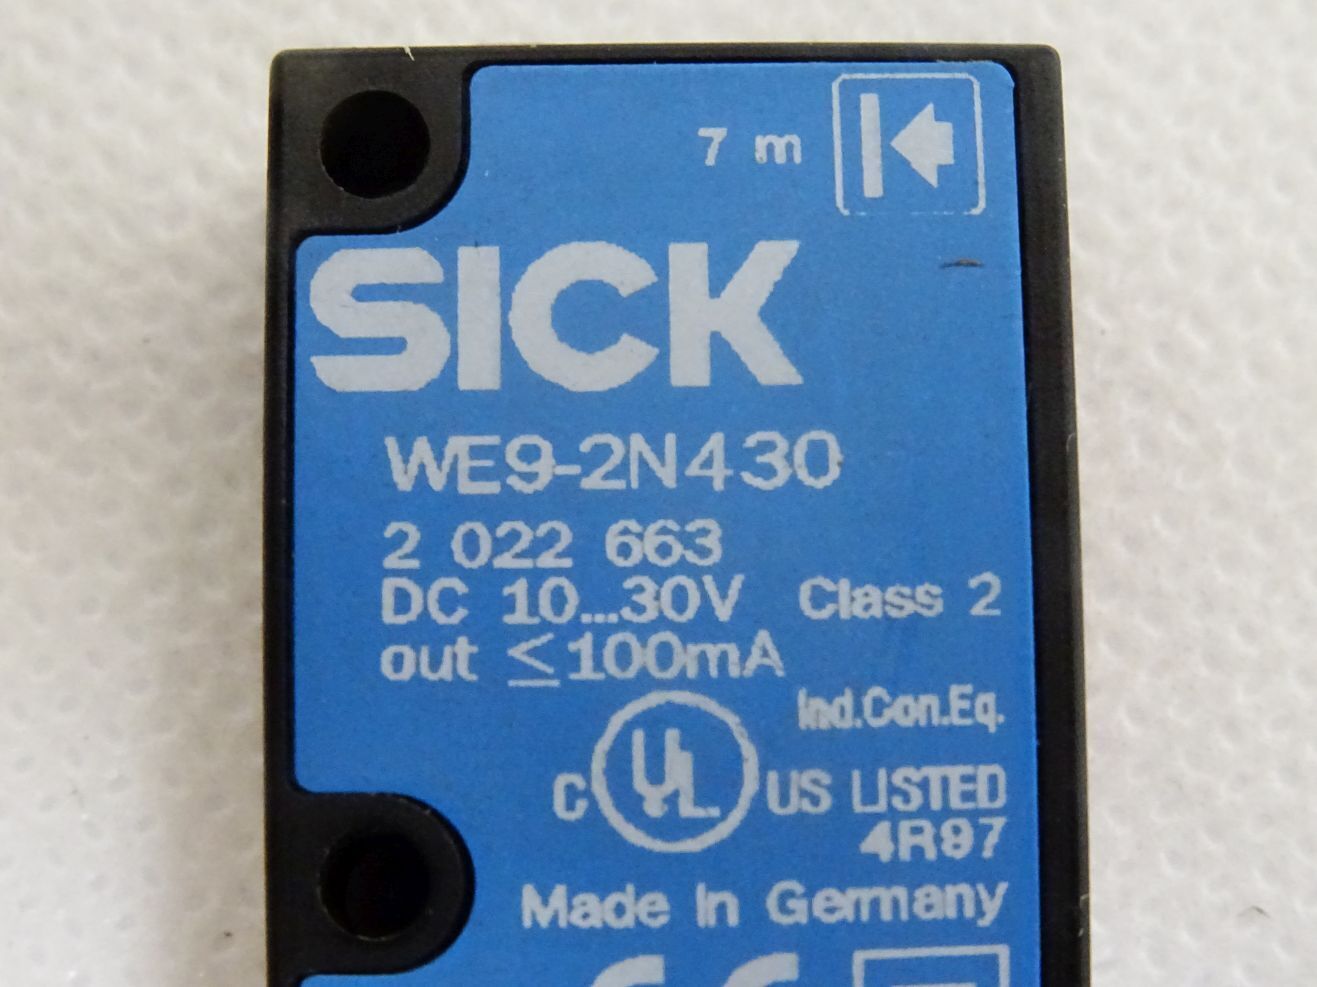 7 m
SICK
WE9-2N430
2 022 663
DC 10...30V Class 2
out ≤100mA
Ind.Con.Eq.
C UL US LISTED
4R97
Made in Germany
CE